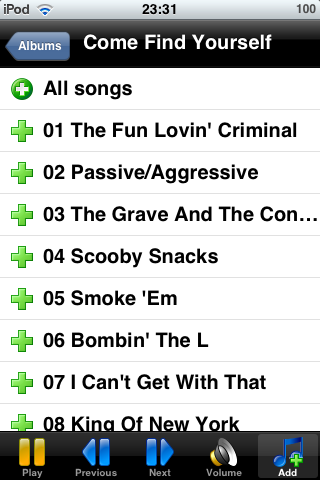 iPod 23:31 100
Albums Come Find Yourself
All songs
01 The Fun Lovin' Criminal
02 Passive/Aggressive
03 The Grave And The Con...
04 Scooby Snacks
05 Smoke 'Em
06 Bombin' The L
07 I Can't Get With That
08 King Of New York
Play Previous Next Volume Add